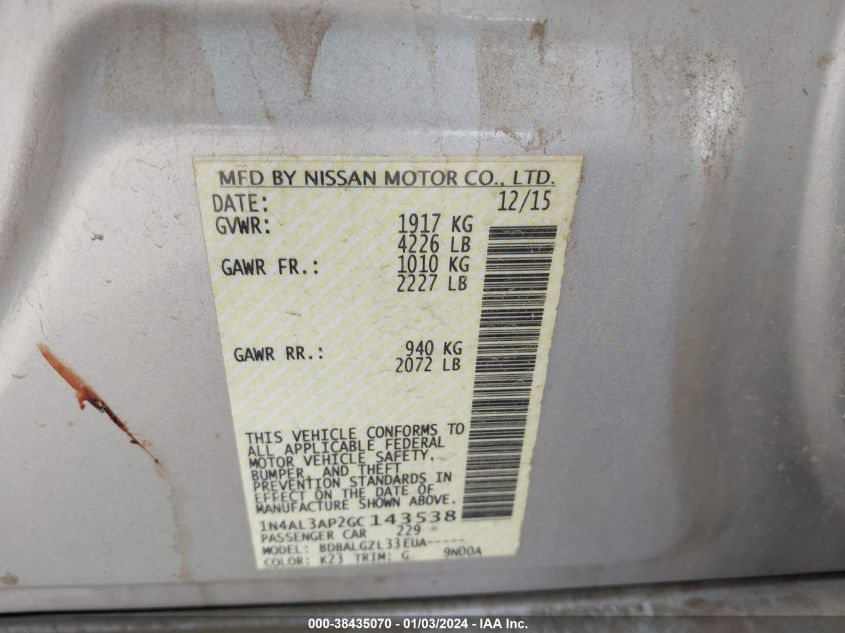 MFD BY NISSAN MOTOR CO., LTD.
DATE: 12/15
GVWR: 1917 KG
4226 LB
GAWR FR.: 1010 KG
2227 LB
GAWR RR.: 940 KG
2072 LB
THIS VEHICLE CONFORMS TO
ALL APPLICABLE FEDERAL
MOTOR VEHICLE SAFETY,
BUMPER, AND THEFT
PREVENTION STANDARDS IN
EFFECT ON THE DATE OF
MANUFACTURE SHOWN ABOVE.
1N4AL3AP2GC143538
PASSENGER CAR 229
MODEL: BDBALGZL33EUA-----
COLOR: K23 TRIM: G 9N00A
000-38435070 - 01/03/2024 - IAA Inc.